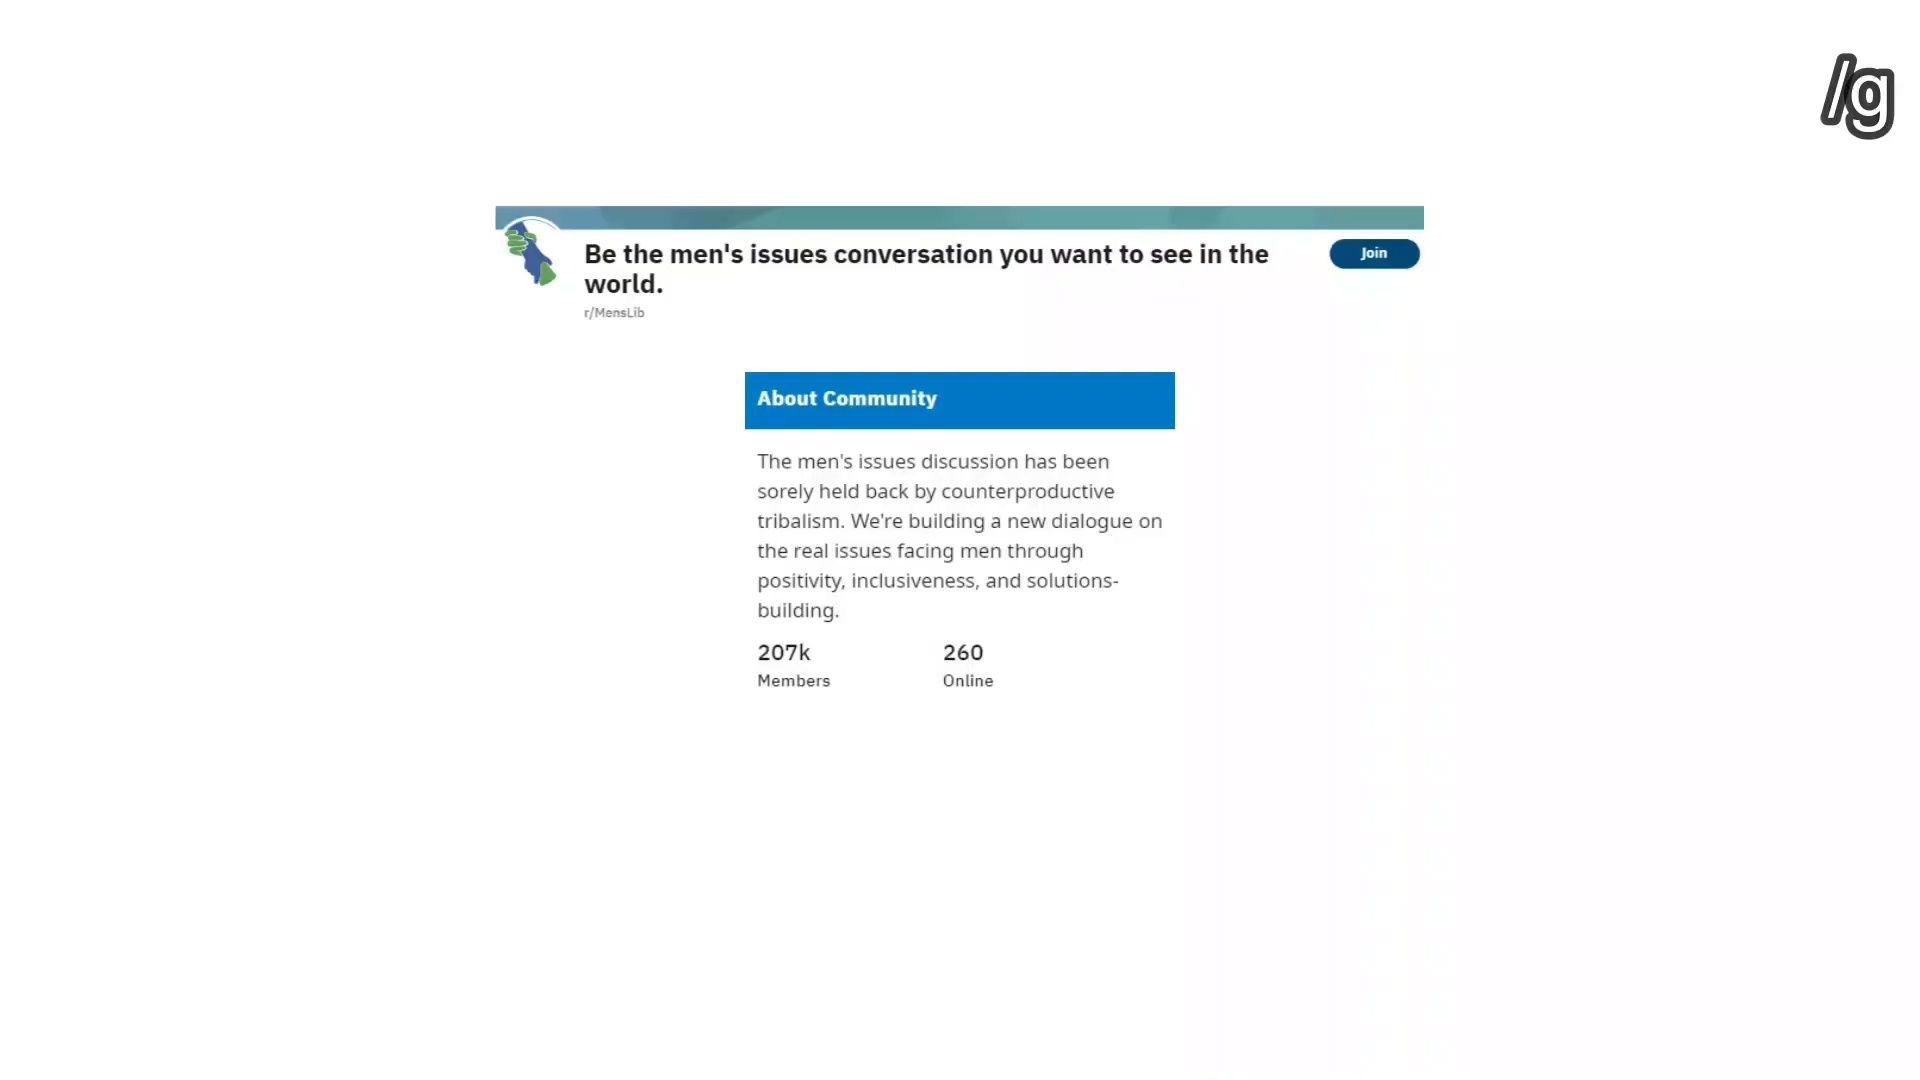 /g
Be the men's issues conversation you want to see in the
world.
Join
r/MensLib
About Community
The men's issues discussion has been
sorely held back by counterproductive
tribalism. We're building a new dialogue on
the real issues facing men through
positivity, inclusiveness, and solutions-
building.
207k
260
Members
Online